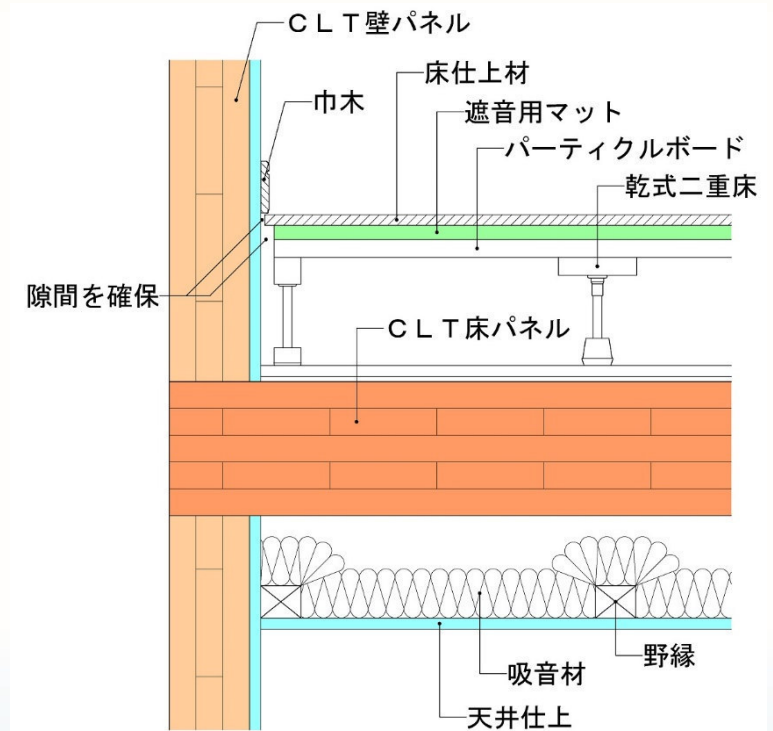 ＣＬＴ壁パネル
床仕上材
巾木
遮音用マット
パーティクルボード
乾式二重床
隙間を確保
ＣＬＴ床パネル
野縁
吸音材
天井仕上